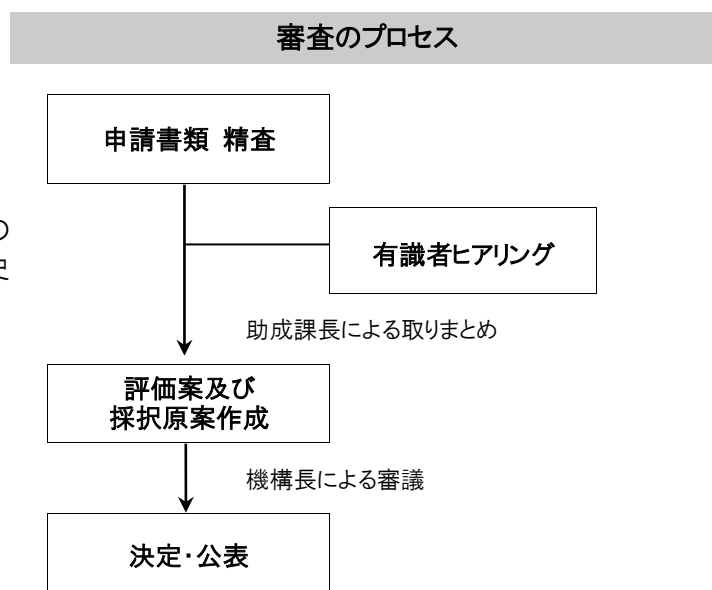 審査のプロセス
申請書類 精査
の
有識者ヒアリング
助成課長による取りまとめ
評価案及び
採択原案作成
機構長による審議
決定・公表